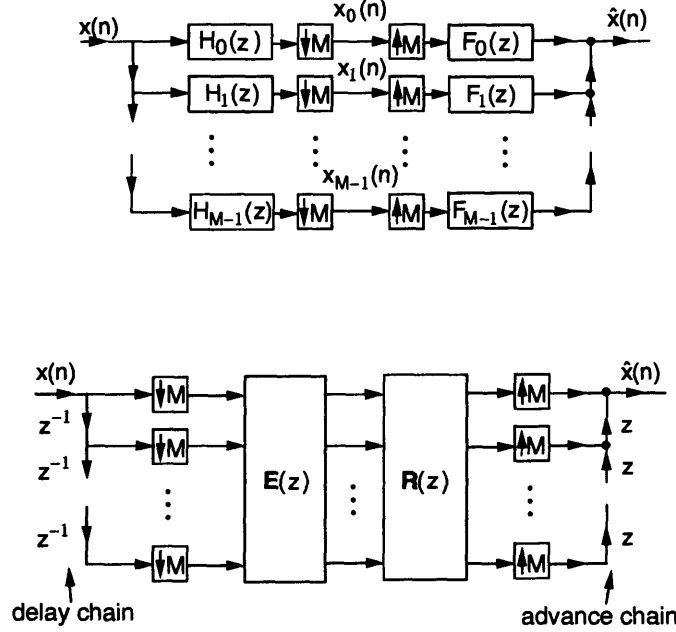 x(n) H₀(z) ↓M x₀(n) ↑M F₀(z) x̂(n)
H₁(z) ↓M x₁(n) ↑M F₁(z)
H_{M-1}(z) ↓M x_{M-1}(n) ↑M F_{M-1}(z)
x(n) ↓M ↑M x̂(n)
z⁻¹ z
↓M ↑M
z⁻¹ E(z) R(z) z
z⁻¹ z
↓M ↑M
delay chain advance chain